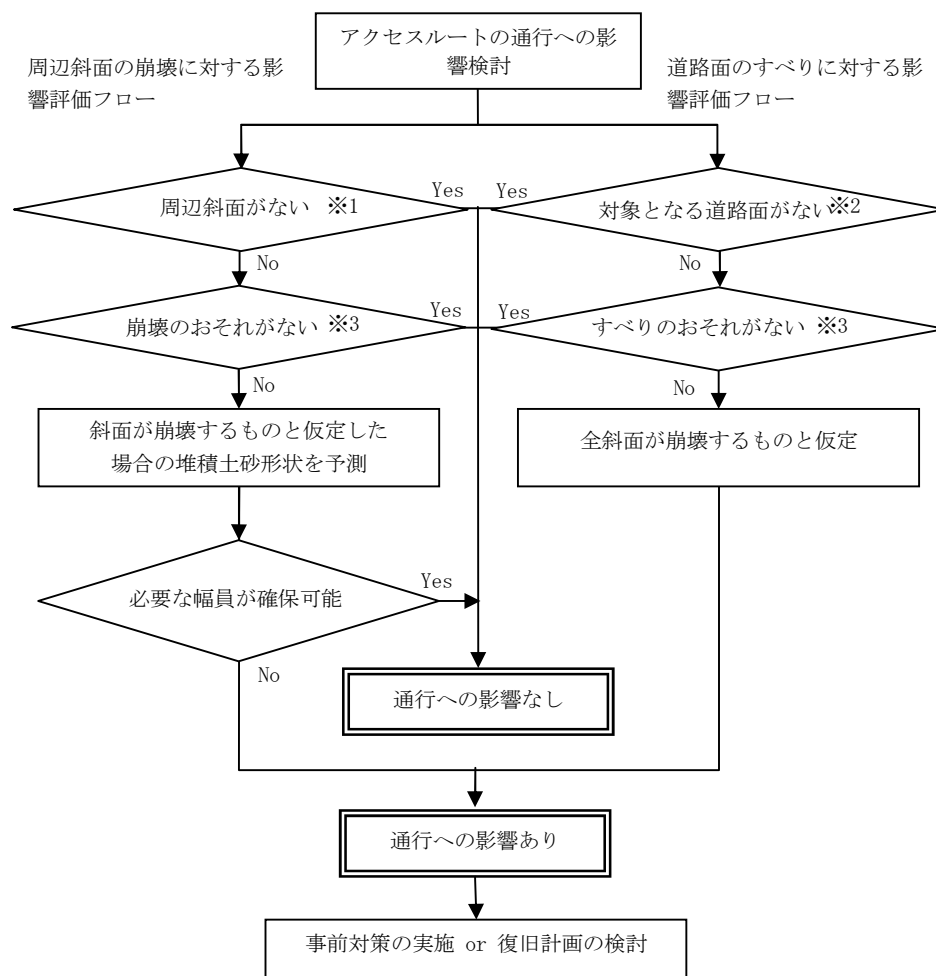 アクセスルートの通行への影
響検討
周辺斜面の崩壊に対する影
響評価フロー
道路面のすべりに対する影
響評価フロー
周辺斜面がない ※1
Yes
Yes
対象となる道路面がない※2
No
No
崩壊のおそれがない ※3
Yes
Yes
すべりのおそれがない ※3
No
No
斜面が崩壊するものと仮定した
場合の堆積土砂形状を予測
全斜面が崩壊するものと仮定
必要な幅員が確保可能
Yes
No
通行への影響なし
通行への影響あり
事前対策の実施 or 復旧計画の検討